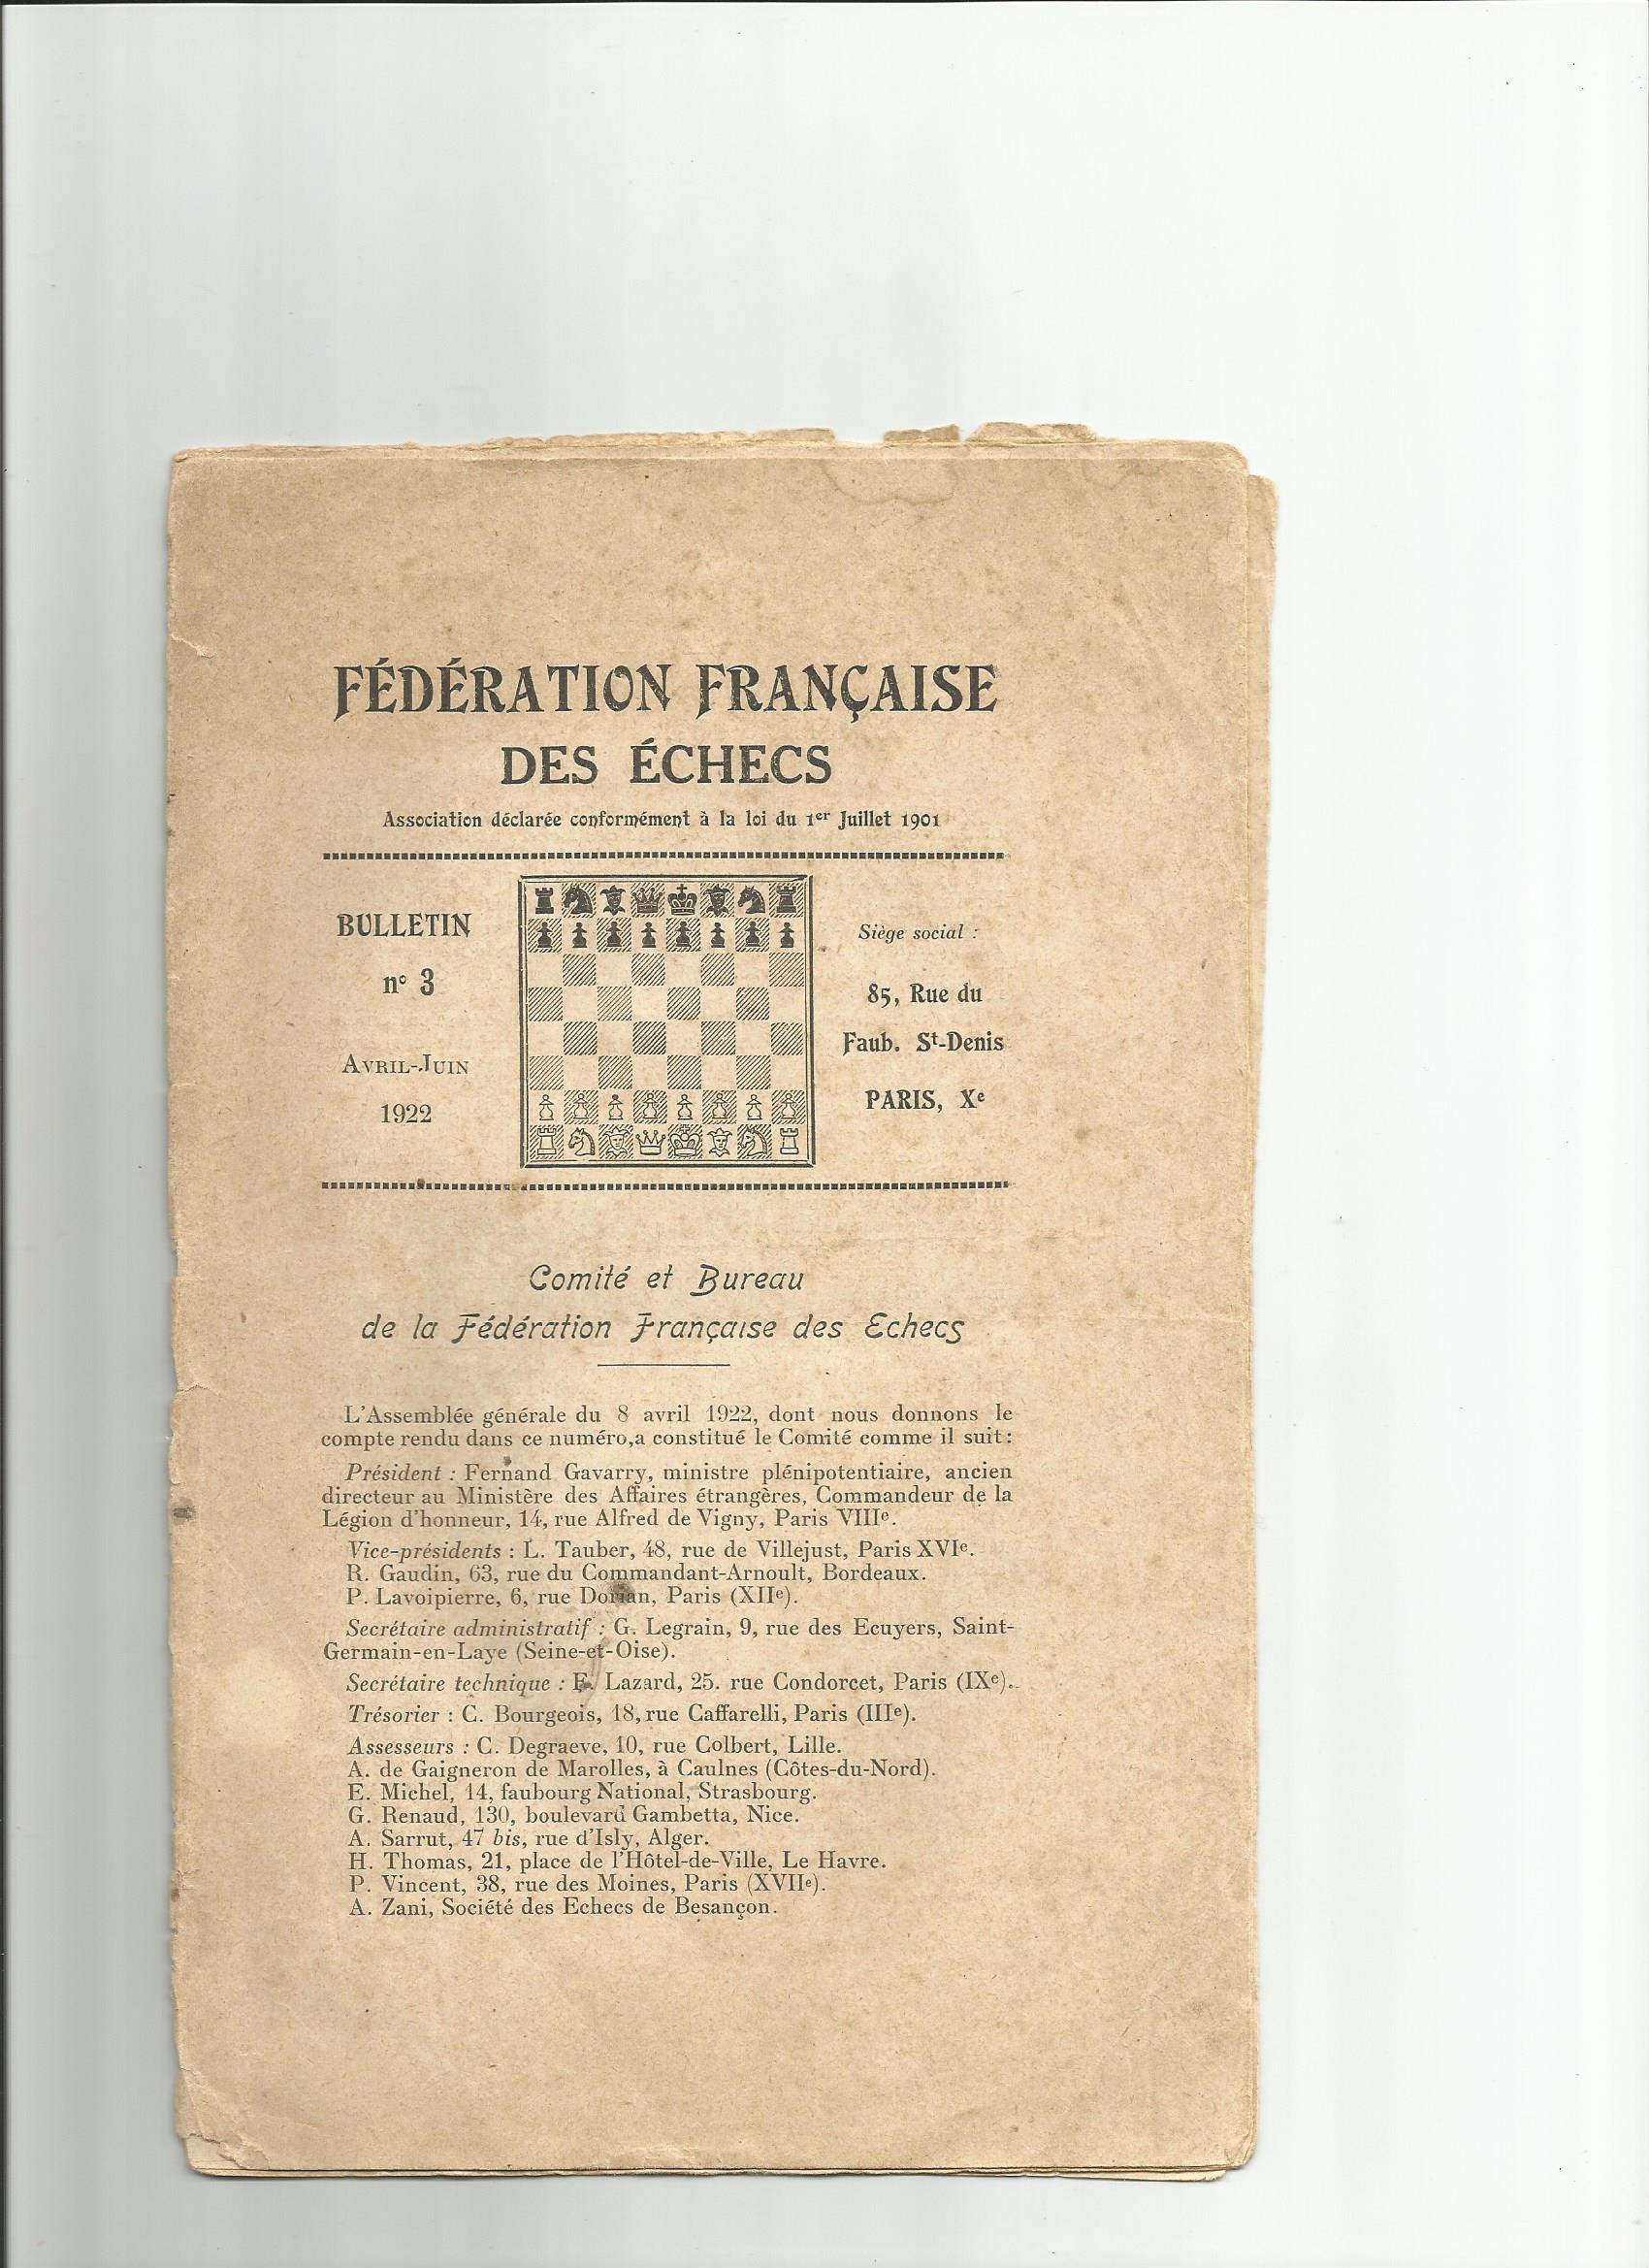 FÉDÉRATION FRANÇAISE
DES ÉCHECS
Association déclarée conformément à la loi du 1er Juillet 1901
BULLETIN
n° 3
AVRIL-JUIN
1922
Siège social :
85, Rue du
Faub. St-Denis
PARIS, Xe
Comité et Bureau
de la Fédération Française des Echecs
L'Assemblée générale du 8 avril 1922, dont nous donnons le
compte rendu dans ce numéro,a constitué le Comité comme il suit :
Président : Fernand Gavarry, ministre plénipotentiaire, ancien
directeur au Ministère des Affaires étrangères, Commandeur de la
Légion d'honneur, 14, rue Alfred de Vigny, Paris VIIIe.
Vice-présidents : L. Tauber, 48, rue de Villejust, Paris XVIe.
R. Gaudin, 63, rue du Commandant-Arnoult, Bordeaux.
P. Lavoipierre, 6, rue Dorian, Paris (XIIe).
Secrétaire administratif : G. Legrain, 9, rue des Ecuyers, Saint-
Germain-en-Laye (Seine-et-Oise).
Secrétaire technique : F. Lazard, 25. rue Condorcet, Paris (IXe).
Trésorier : C. Bourgeois, 18, rue Caffarelli, Paris (IIIe).
Assesseurs : C. Degraeve, 10, rue Colbert, Lille.
A. de Gaigneron de Marolles, à Caulnes (Côtes-du-Nord).
E. Michel, 14, faubourg National, Strasbourg.
G. Renaud, 130, boulevard Gambetta, Nice.
A. Sarrut, 47 bis, rue d'Isly, Alger.
H. Thomas, 21, place de l'Hôtel-de-Ville, Le Havre.
P. Vincent, 38, rue des Moines, Paris (XVIIe).
A. Zani, Société des Echecs de Besançon.